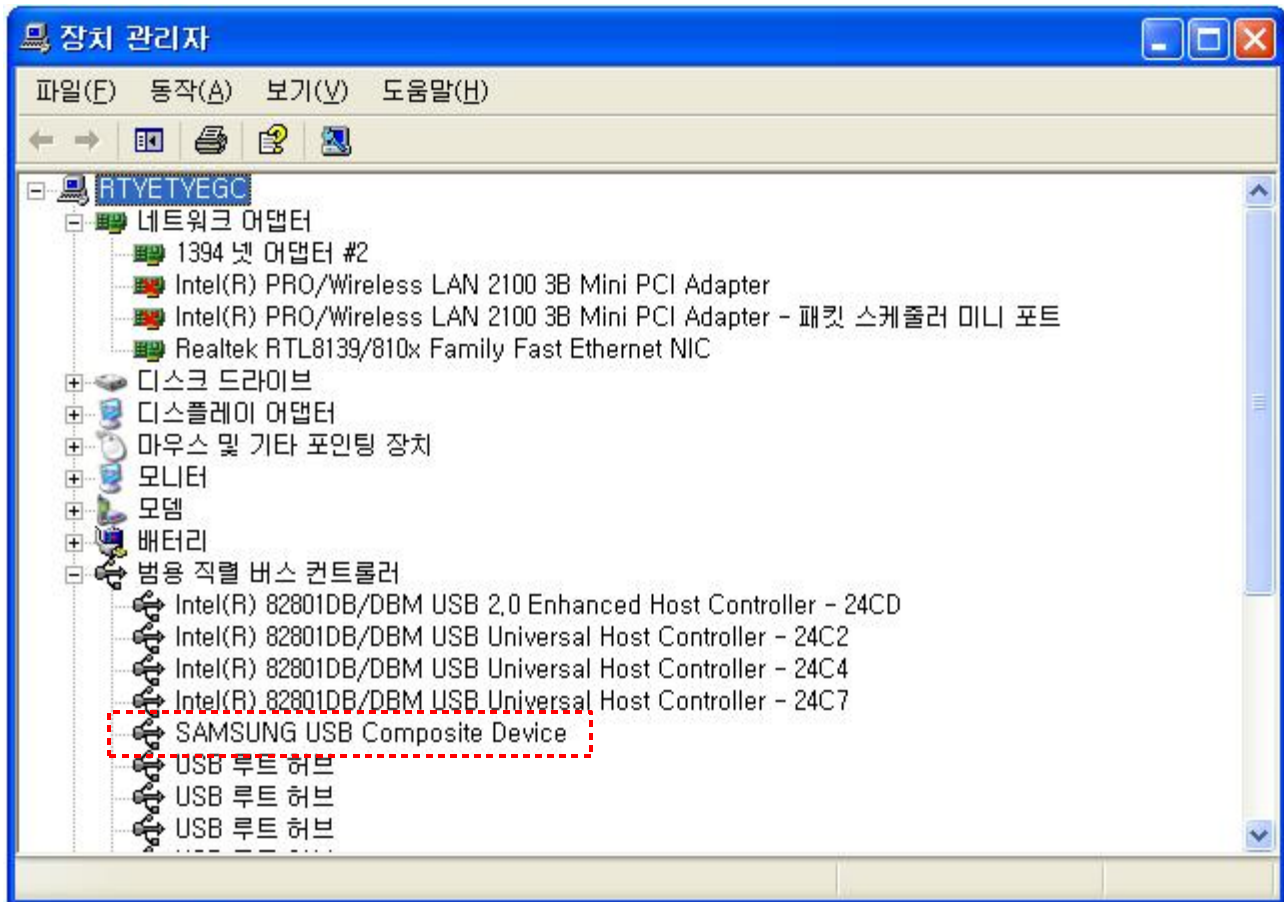 장치 관리자
파일(F) 동작(A) 보기(V) 도움말(H)
RTYETYEGC
네트워크 어댑터
1394 넷 어댑터 #2
Intel(R) PRO/Wireless LAN 2100 3B Mini PCI Adapter
Intel(R) PRO/Wireless LAN 2100 3B Mini PCI Adapter - 패킷 스케줄러 미니 포트
Realtek RTL8139/810x Family Fast Ethernet NIC
디스크 드라이브
디스플레이 어댑터
마우스 및 기타 포인팅 장치
모니터
모뎀
배터리
범용 직렬 버스 컨트롤러
Intel(R) 82801DB/DBM USB 2.0 Enhanced Host Controller - 24CD
Intel(R) 82801DB/DBM USB Universal Host Controller - 24C2
Intel(R) 82801DB/DBM USB Universal Host Controller - 24C4
Intel(R) 82801DB/DBM USB Universal Host Controller - 24C7
SAMSUNG USB Composite Device
USB 루트 허브
USB 루트 허브
USB 루트 허브